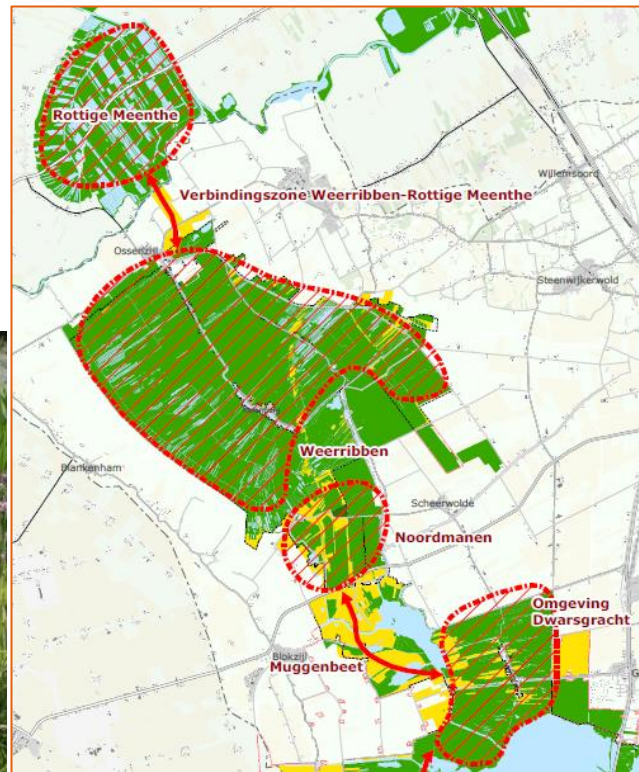 Rottige Meenthe
Willemsoord
Verbindingszone Weerribben-Rottige Meenthe
Ossenzijl
Steenwijkerwold
Weerribben
Blankenham
Scheerwolde
Noordmanen
Omgeving
Dwarsgracht
Blokzijl
Muggenbeet
G